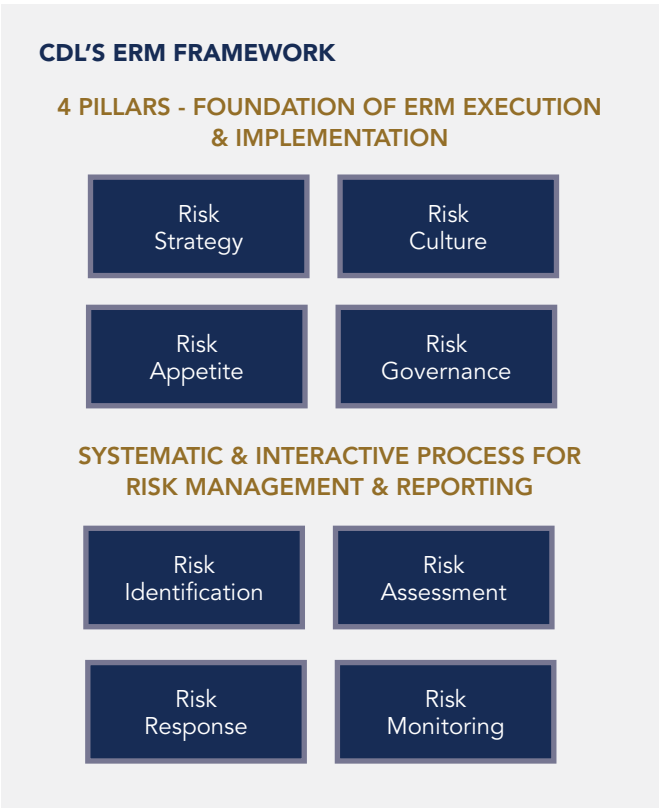 CDL'S ERM FRAMEWORK
4 PILLARS - FOUNDATION OF ERM EXECUTION
& IMPLEMENTATION
Risk
Strategy
Risk
Culture
Risk
Appetite
Risk
Governance
SYSTEMATIC & INTERACTIVE PROCESS FOR
RISK MANAGEMENT & REPORTING
Risk
Identification
Risk
Assessment
Risk
Response
Risk
Monitoring